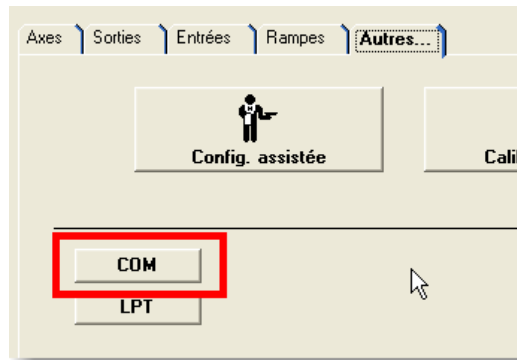 Axes Sorties Entrées Rampes Autres...
Config. assistée
COM
LPT